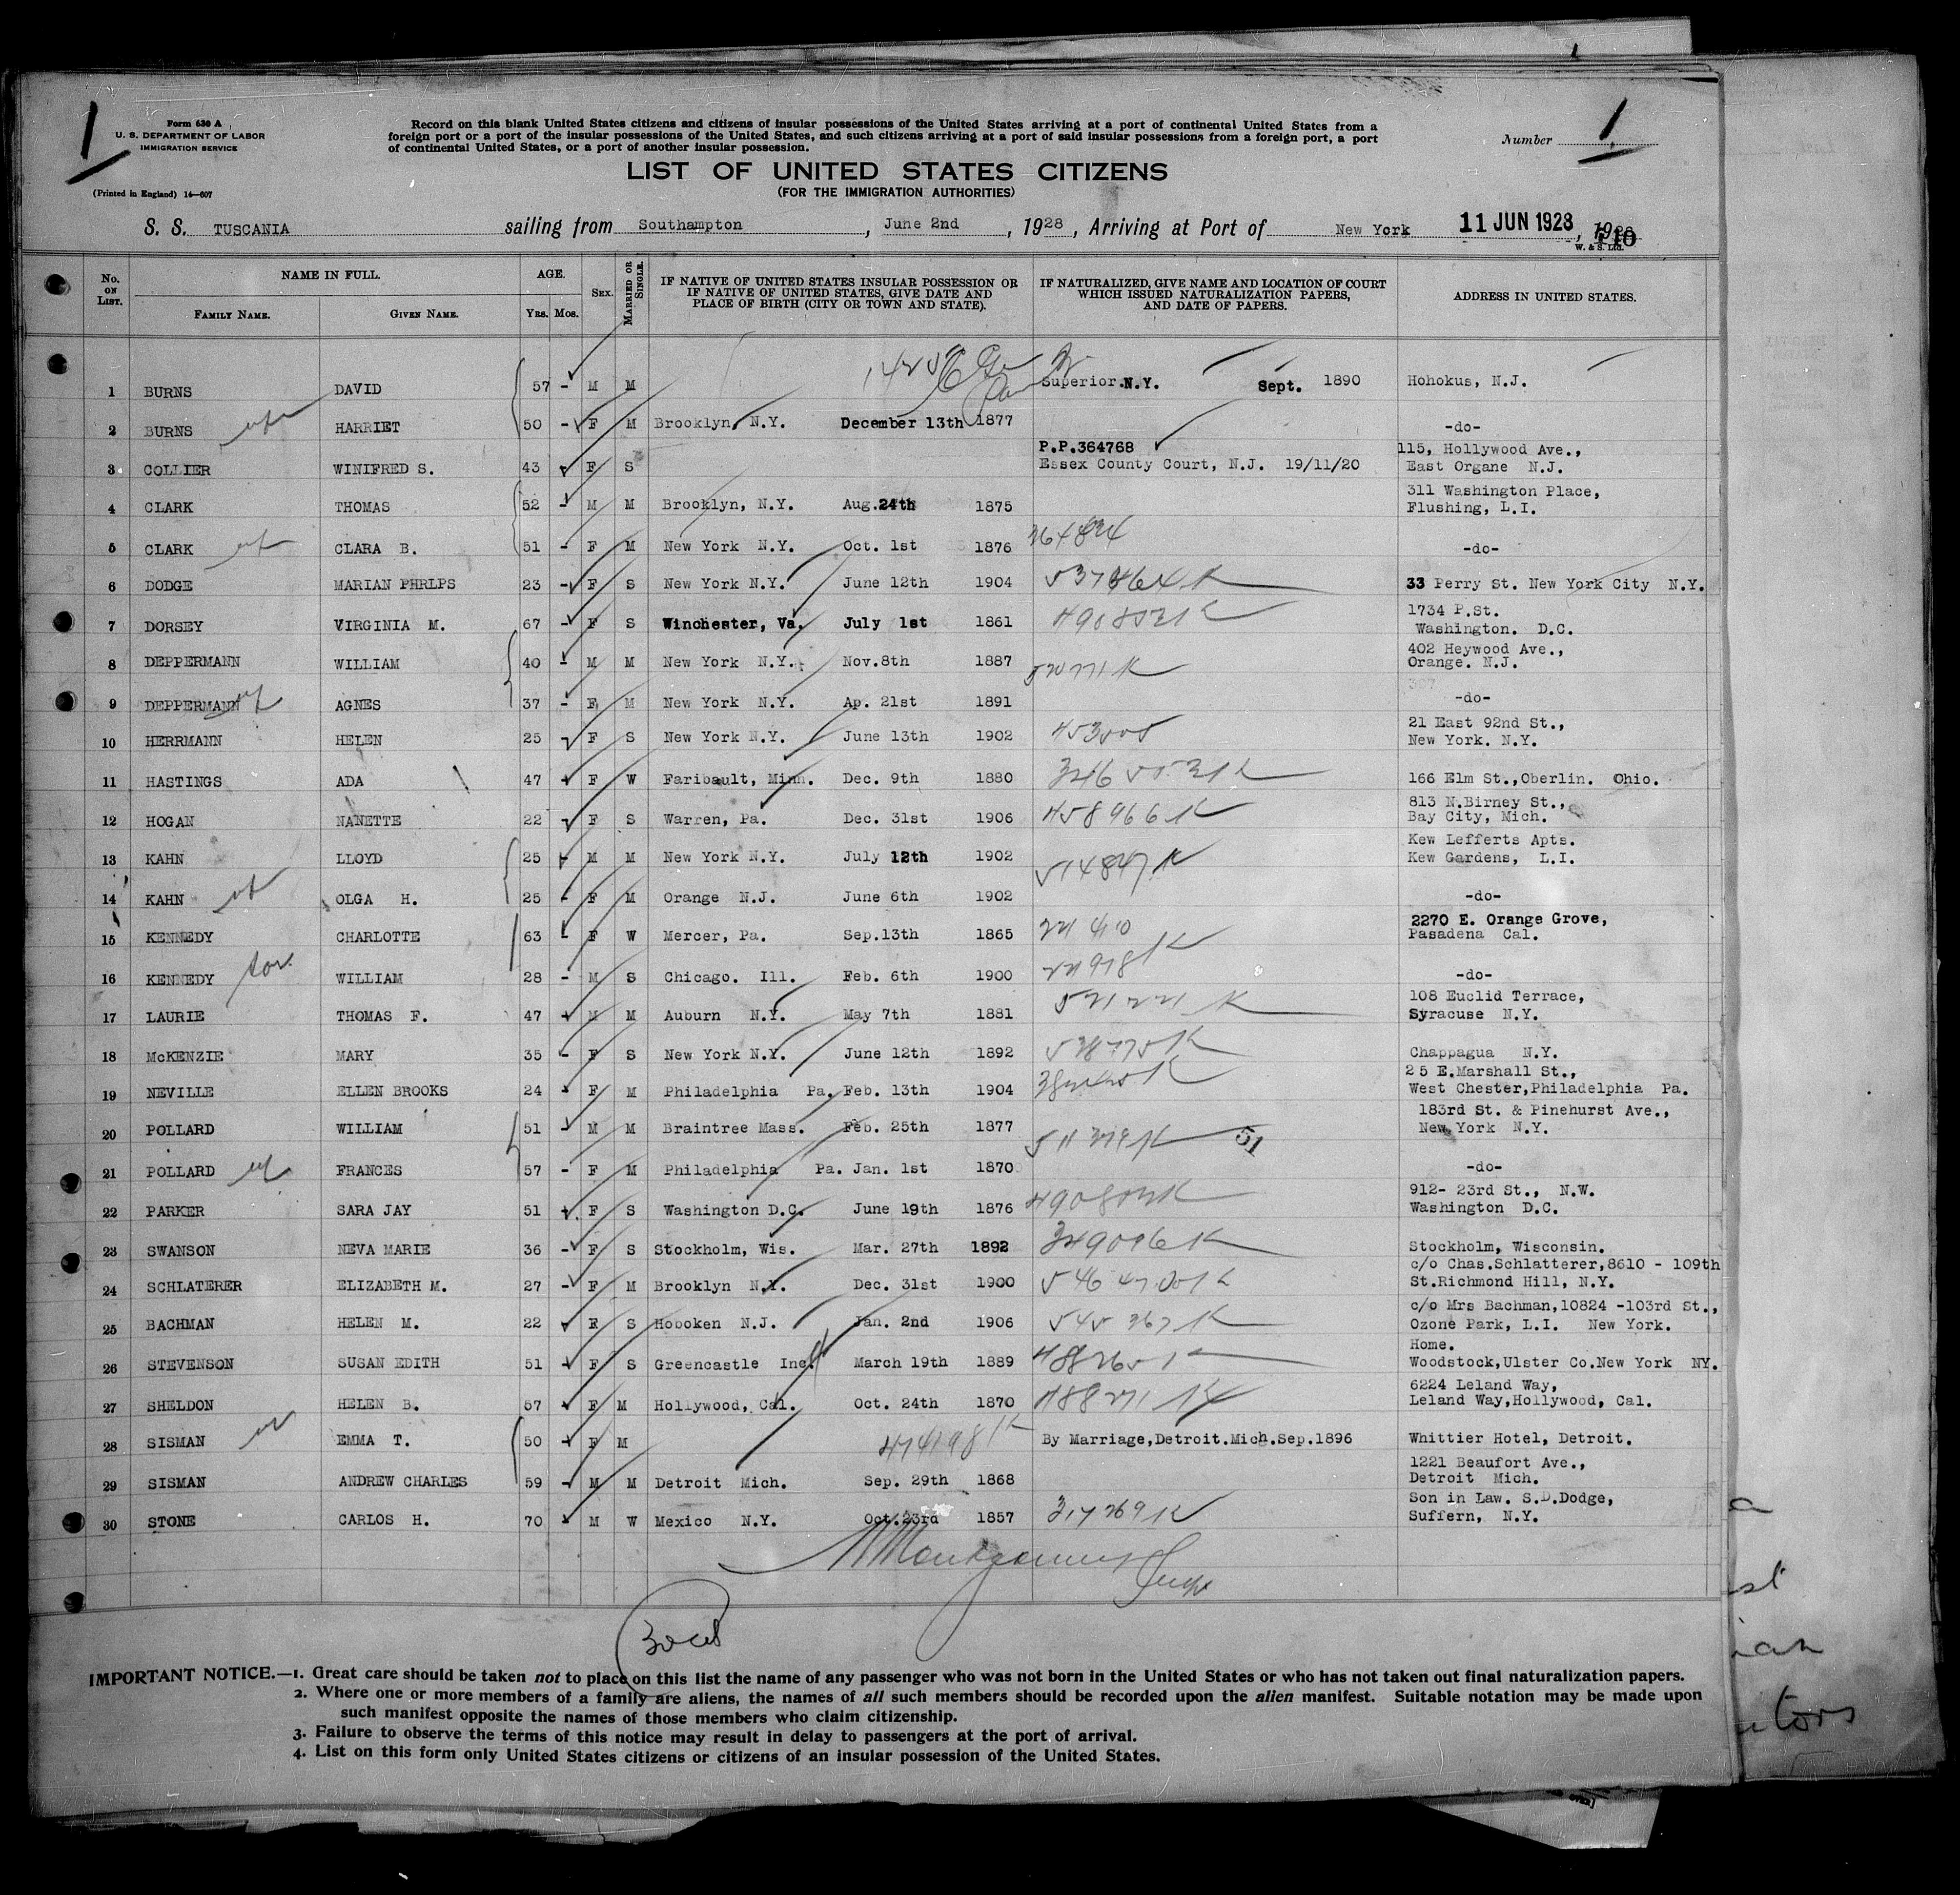 Form 630 A
U. S. DEPARTMENT OF LABOR
IMMIGRATION SERVICE
(Printed in England) 14—607
1
Record on this blank United States citizens and citizens of insular possessions of the United States arriving at a port of continental United States from a
foreign port or a port of the insular possessions of the United States, and such citizens arriving at a port of said insular possessions from a foreign port, a port
of continental United States, or a port of another insular possession.
Number 1
LIST OF UNITED STATES CITIZENS
(FOR THE IMMIGRATION AUTHORITIES)
S. S. TUSCANIA sailing from Southampton, June 2nd, 1928, Arriving at Port of New York 11 JUN 1928, 1928
W. & S. Ltd.
No. ON LIST. NAME IN FULL. FAMILY NAME. GIVEN NAME. AGE. YRS. MOS. SEX. MARRIED OR SINGLE. IF NATIVE OF UNITED STATES INSULAR POSSESSION OR IF NATIVE OF UNITED STATES, GIVE DATE AND PLACE OF BIRTH (CITY OR TOWN AND STATE). IF NATURALIZED, GIVE NAME AND LOCATION OF COURT WHICH ISSUED NATURALIZATION PAPERS, AND DATE OF PAPERS. ADDRESS IN UNITED STATES.
1 BURNS DAVID 57 - M M Superior.N.Y. Sept. 1890 Hohokus, N.J.
2 BURNS HARRIET 50 - F M Brooklyn, N.Y. December 13th 1877 -do-
3 COLLIER WINIFRED S. 43 F S P.P.364768 Essex County Court, N.J. 19/11/20 115, Hollywood Ave., East Organe N.J.
4 CLARK THOMAS 52 - M M Brooklyn, N.Y. Aug.24th 1875 311 Washington Place, Flushing, L.I.
5 CLARK CLARA B. 51 - F M New York N.Y. Oct. 1st 1876 -do-
6 DODGE MARIAN PHRLPS 23 - F S New York N.Y. June 12th 1904 33 Perry St. New York City N.Y.
7 DORSEY VIRGINIA M. 67 - F S Winchester, Va. July 1st 1861 1734 P.St. Washington. D.C.
8 DEPPERMANN WILLIAM 40 - M M New York N.Y. Nov.8th 1887 402 Heywood Ave., Orange. N.J.
9 DEPPERMANN AGNES 37 - F M New York N.Y. Ap. 21st 1891 -do-
10 HERRMANN HELEN 25 - F S New York N.Y. June 13th 1902 21 East 92nd St., New York. N.Y.
11 HASTINGS ADA 47 - F W Faribault, Minn. Dec. 9th 1880 166 Elm St.,Oberlin. Ohio.
12 HOGAN NANETTE 22 - F S Warren, Pa. Dec. 31st 1906 458966 K 813 N.Birney St., Bay City, Mich.
13 KAHN LLOYD 25 - M M New York N.Y. July 12th 1902 514847 K Kew Lefferts Apts. Kew Gardens, L.I.
14 KAHN OLGA H. 25 - F M Orange N.J. June 6th 1902 -do-
15 KENNEDY CHARLOTTE 63 - F W Mercer, Pa. Sep.13th 1865 2270 E. Orange Grove, Pasadena Cal.
16 KENNEDY son WILLIAM 28 - M S Chicago. Ill. Feb. 6th 1900 -do-
17 LAURIE THOMAS F. 47 - M M Auburn N.Y. May 7th 1881 108 Euclid Terrace, Syracuse N.Y.
18 McKENZIE MARY 35 - F S New York N.Y. June 12th 1892 Chappagua N.Y.
19 NEVILLE ELLEN BROOKS 24 - F M Philadelphia Pa. Feb. 13th 1904 25 E.Marshall St., West Chester,Philadelphia Pa.
20 POLLARD WILLIAM 51 - M M Braintree Mass. Feb. 25th 1877 51 183rd St. & Pinehurst Ave., New York N.Y.
21 POLLARD FRANCES 57 - F M Philadelphia Pa. Jan. 1st 1870 -do-
22 PARKER SARA JAY 51 - F S Washington D.C. June 19th 1876 912- 23rd St., N.W. Washington D.C.
23 SWANSON NEVA MARIE 36 - F S Stockholm, Wis. Mar. 27th 1892 Stockholm, Wisconsin.
24 SCHLATERER ELIZABETH M. 27 - F M Brooklyn N.Y. Dec. 31st 1900 c/o Chas.Schlatterer,8610 - 109th St.Richmond Hill, N.Y.
25 BACHMAN HELEN M. 22 - F S Hoboken N.J. Jan. 2nd 1906 545367 K c/o Mrs Bachman,10824 -103rd St., Ozone Park, L.I. New York.
26 STEVENSON SUSAN EDITH 51 - F S Greencastle Inc. March 19th 1889 Home. Woodstock,Ulster Co.New York NY.
27 SHELDON HELEN B. 57 - F M Hollywood, Cal. Oct. 24th 1870 488271 K 6224 Leland Way, Leland Way,Hollywood, Cal.
28 SISMAN EMMA T. 50 - F M 474198 K By Marriage,Detroit.Mich.Sep.1896 Whittier Hotel, Detroit.
29 SISMAN ANDREW CHARLES 59 - M M Detroit Mich. Sep. 29th 1868 1221 Beaufort Ave., Detroit Mich.
30 STONE CARLOS H. 70 - M W Mexico N.Y. Oct.23rd 1857 317269 K Son in Law. S.D.Dodge, Suffern, N.Y.
IMPORTANT NOTICE.—1. Great care should be taken not to place on this list the name of any passenger who was not born in the United States or who has not taken out final naturalization papers.
2. Where one or more members of a family are aliens, the names of all such members should be recorded upon the alien manifest. Suitable notation may be made upon
such manifest opposite the names of those members who claim citizenship.
3. Failure to observe the terms of this notice may result in delay to passengers at the port of arrival.
4. List on this form only United States citizens or citizens of an insular possession of the United States.